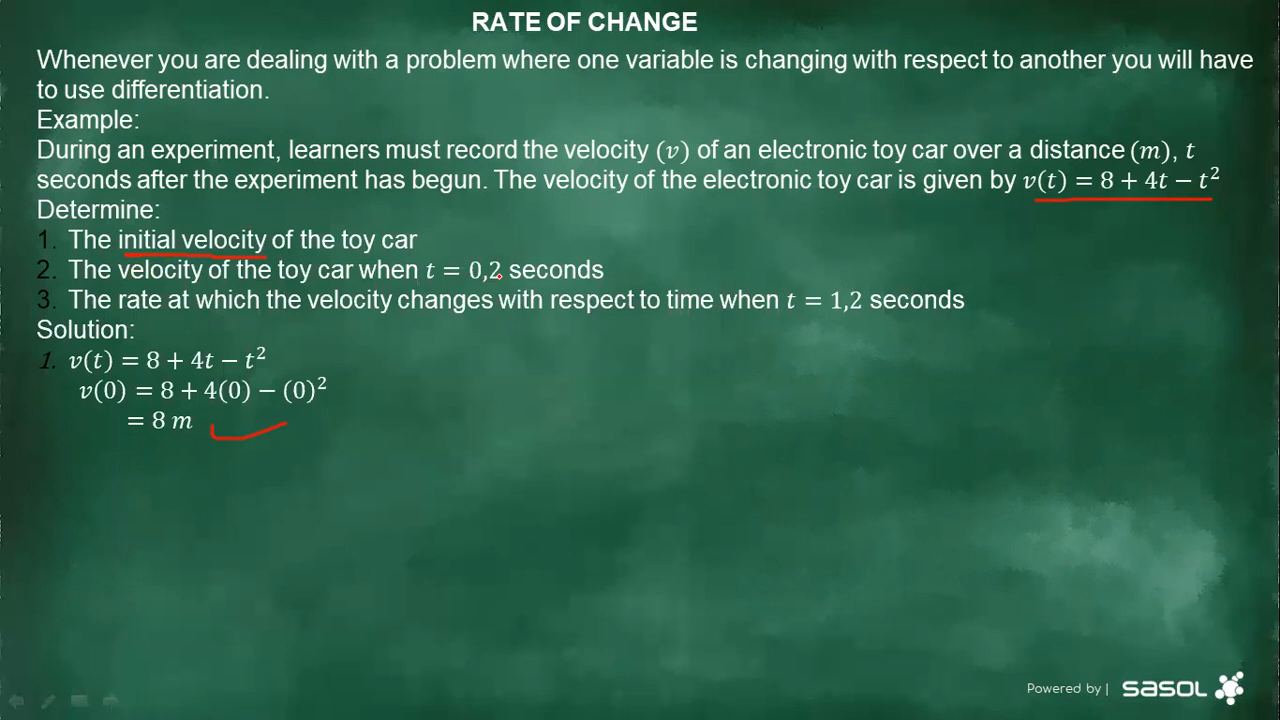 RATE OF CHANGE
Whenever you are dealing with a problem where one variable is changing with respect to another you will have
to use differentiation.
Example:
During an experiment, learners must record the velocity (v) of an electronic toy car over a distance (m), t
seconds after the experiment has begun. The velocity of the electronic toy car is given by v(t) = 8 + 4t − t²
Determine:
1. The initial velocity of the toy car
2. The velocity of the toy car when t = 0,2 seconds
3. The rate at which the velocity changes with respect to time when t = 1,2 seconds
Solution:
1. v(t) = 8 + 4t − t²
v(0) = 8 + 4(0) − (0)²
= 8 m
Powered by | sasol